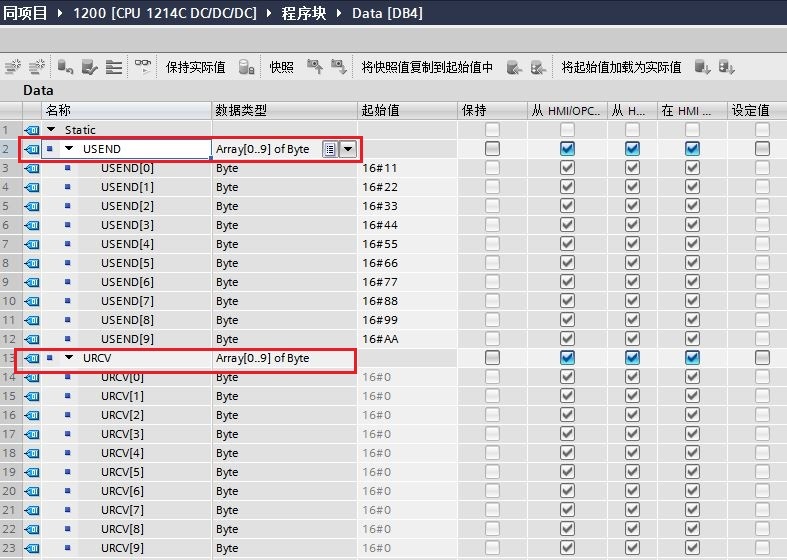 同项目 1200 [CPU 1214C DC/DC/DC] 程序块 Data [DB4]
保持实际值 快照 将快照值复制到起始值中 将起始值加载为实际值
Data
名称 数据类型 起始值 保持 从 HMI/OPC... 从 H... 在 HMI ... 设定值
1 Static
2 USEND Array[0..9] of Byte
3 USEND[0] Byte 16#11
4 USEND[1] Byte 16#22
5 USEND[2] Byte 16#33
6 USEND[3] Byte 16#44
7 USEND[4] Byte 16#55
8 USEND[5] Byte 16#66
9 USEND[6] Byte 16#77
10 USEND[7] Byte 16#88
11 USEND[8] Byte 16#99
12 USEND[9] Byte 16#AA
13 URCV Array[0..9] of Byte
14 URCV[0] Byte 16#0
15 URCV[1] Byte 16#0
16 URCV[2] Byte 16#0
17 URCV[3] Byte 16#0
18 URCV[4] Byte 16#0
19 URCV[5] Byte 16#0
20 URCV[6] Byte 16#0
21 URCV[7] Byte 16#0
22 URCV[8] Byte 16#0
23 URCV[9] Byte 16#0